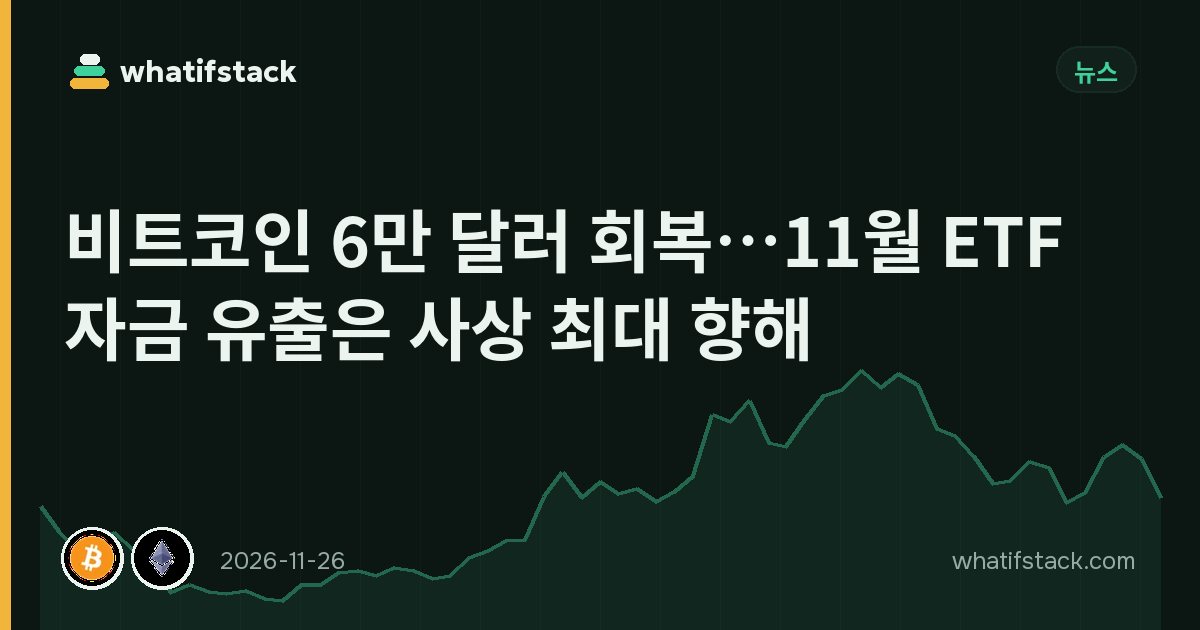 whatifstack
뉴스
비트코인 6만 달러 회복…11월 ETF
자금 유출은 사상 최대 향해
2026-11-26
whatifstack.com